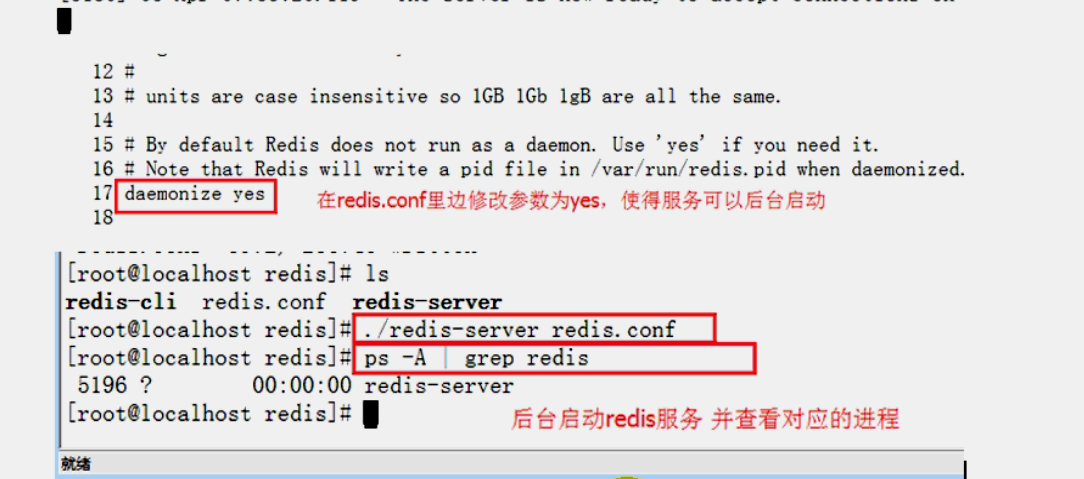 12 #
13 # units are case insensitive so 1GB 1Gb 1gB are all the same.
14
15 # By default Redis does not run as a daemon. Use 'yes' if you need it.
16 # Note that Redis will write a pid file in /var/run/redis.pid when daemonized.
17 daemonize yes 在redis.conf里边修改参数为yes，使得服务可以后台启动
18
[root@localhost redis]# ls
redis-cli redis.conf redis-server
[root@localhost redis]# ./redis-server redis.conf
[root@localhost redis]# ps -A | grep redis
5196 ? 00:00:00 redis-server
[root@localhost redis]#
后台启动redis服务 并查看对应的进程
就绪